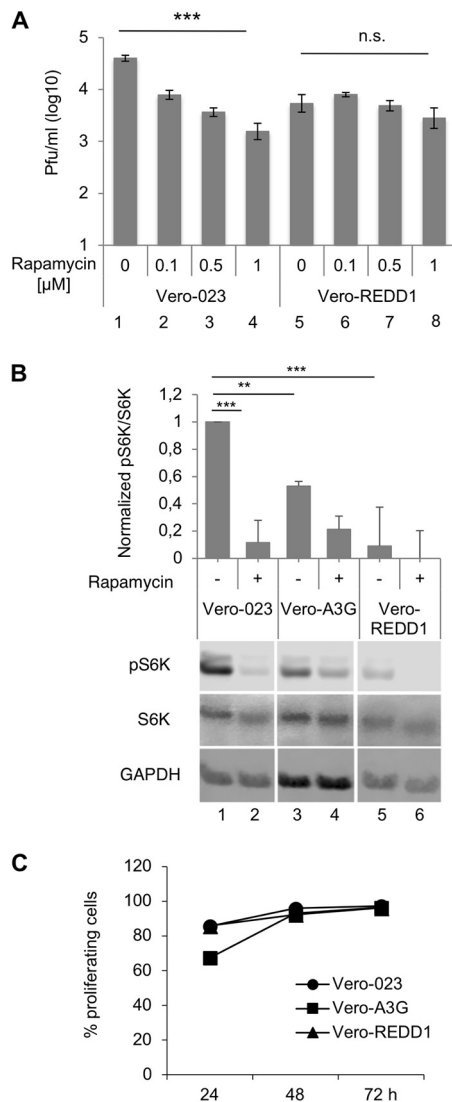 A
***
n.s.
Pfu/ml (log10)
5
4
3
2
1
Rapamycin [µM]
0 0.1 0.5 1 0 0.1 0.5 1
Vero-023 Vero-REDD1
1 2 3 4 5 6 7 8
B
***
**
***
Normalized pS6K/S6K
1,2
1
0,8
0,6
0,4
0,2
0
Rapamycin - + - + - +
Vero-023 Vero-A3G Vero-REDD1
pS6K
S6K
GAPDH
1 2 3 4 5 6
C
% proliferating cells
120
100
80
60
40
20
0
Vero-023
Vero-A3G
Vero-REDD1
24 48 72 h